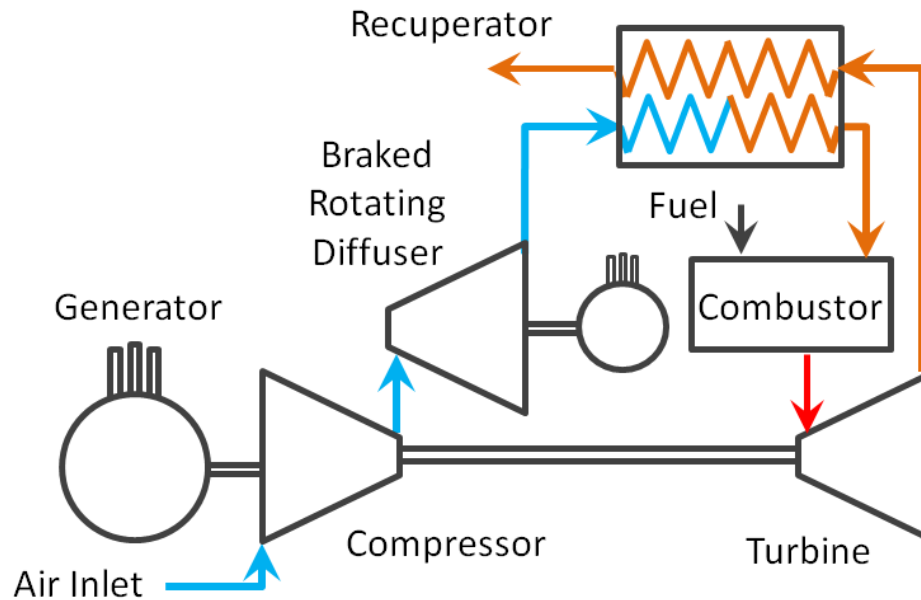 Recuperator
Braked
Rotating
Diffuser
Fuel
Generator
Combustor
Compressor
Turbine
Air Inlet